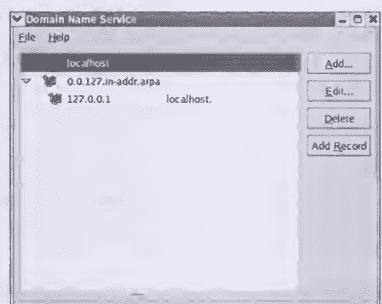 Domain Name Service
File Help
localhost
Add...
0.0.127.in-addr.arpa
Edit...
127.0.0.1 localhost.
Delete
Add Record